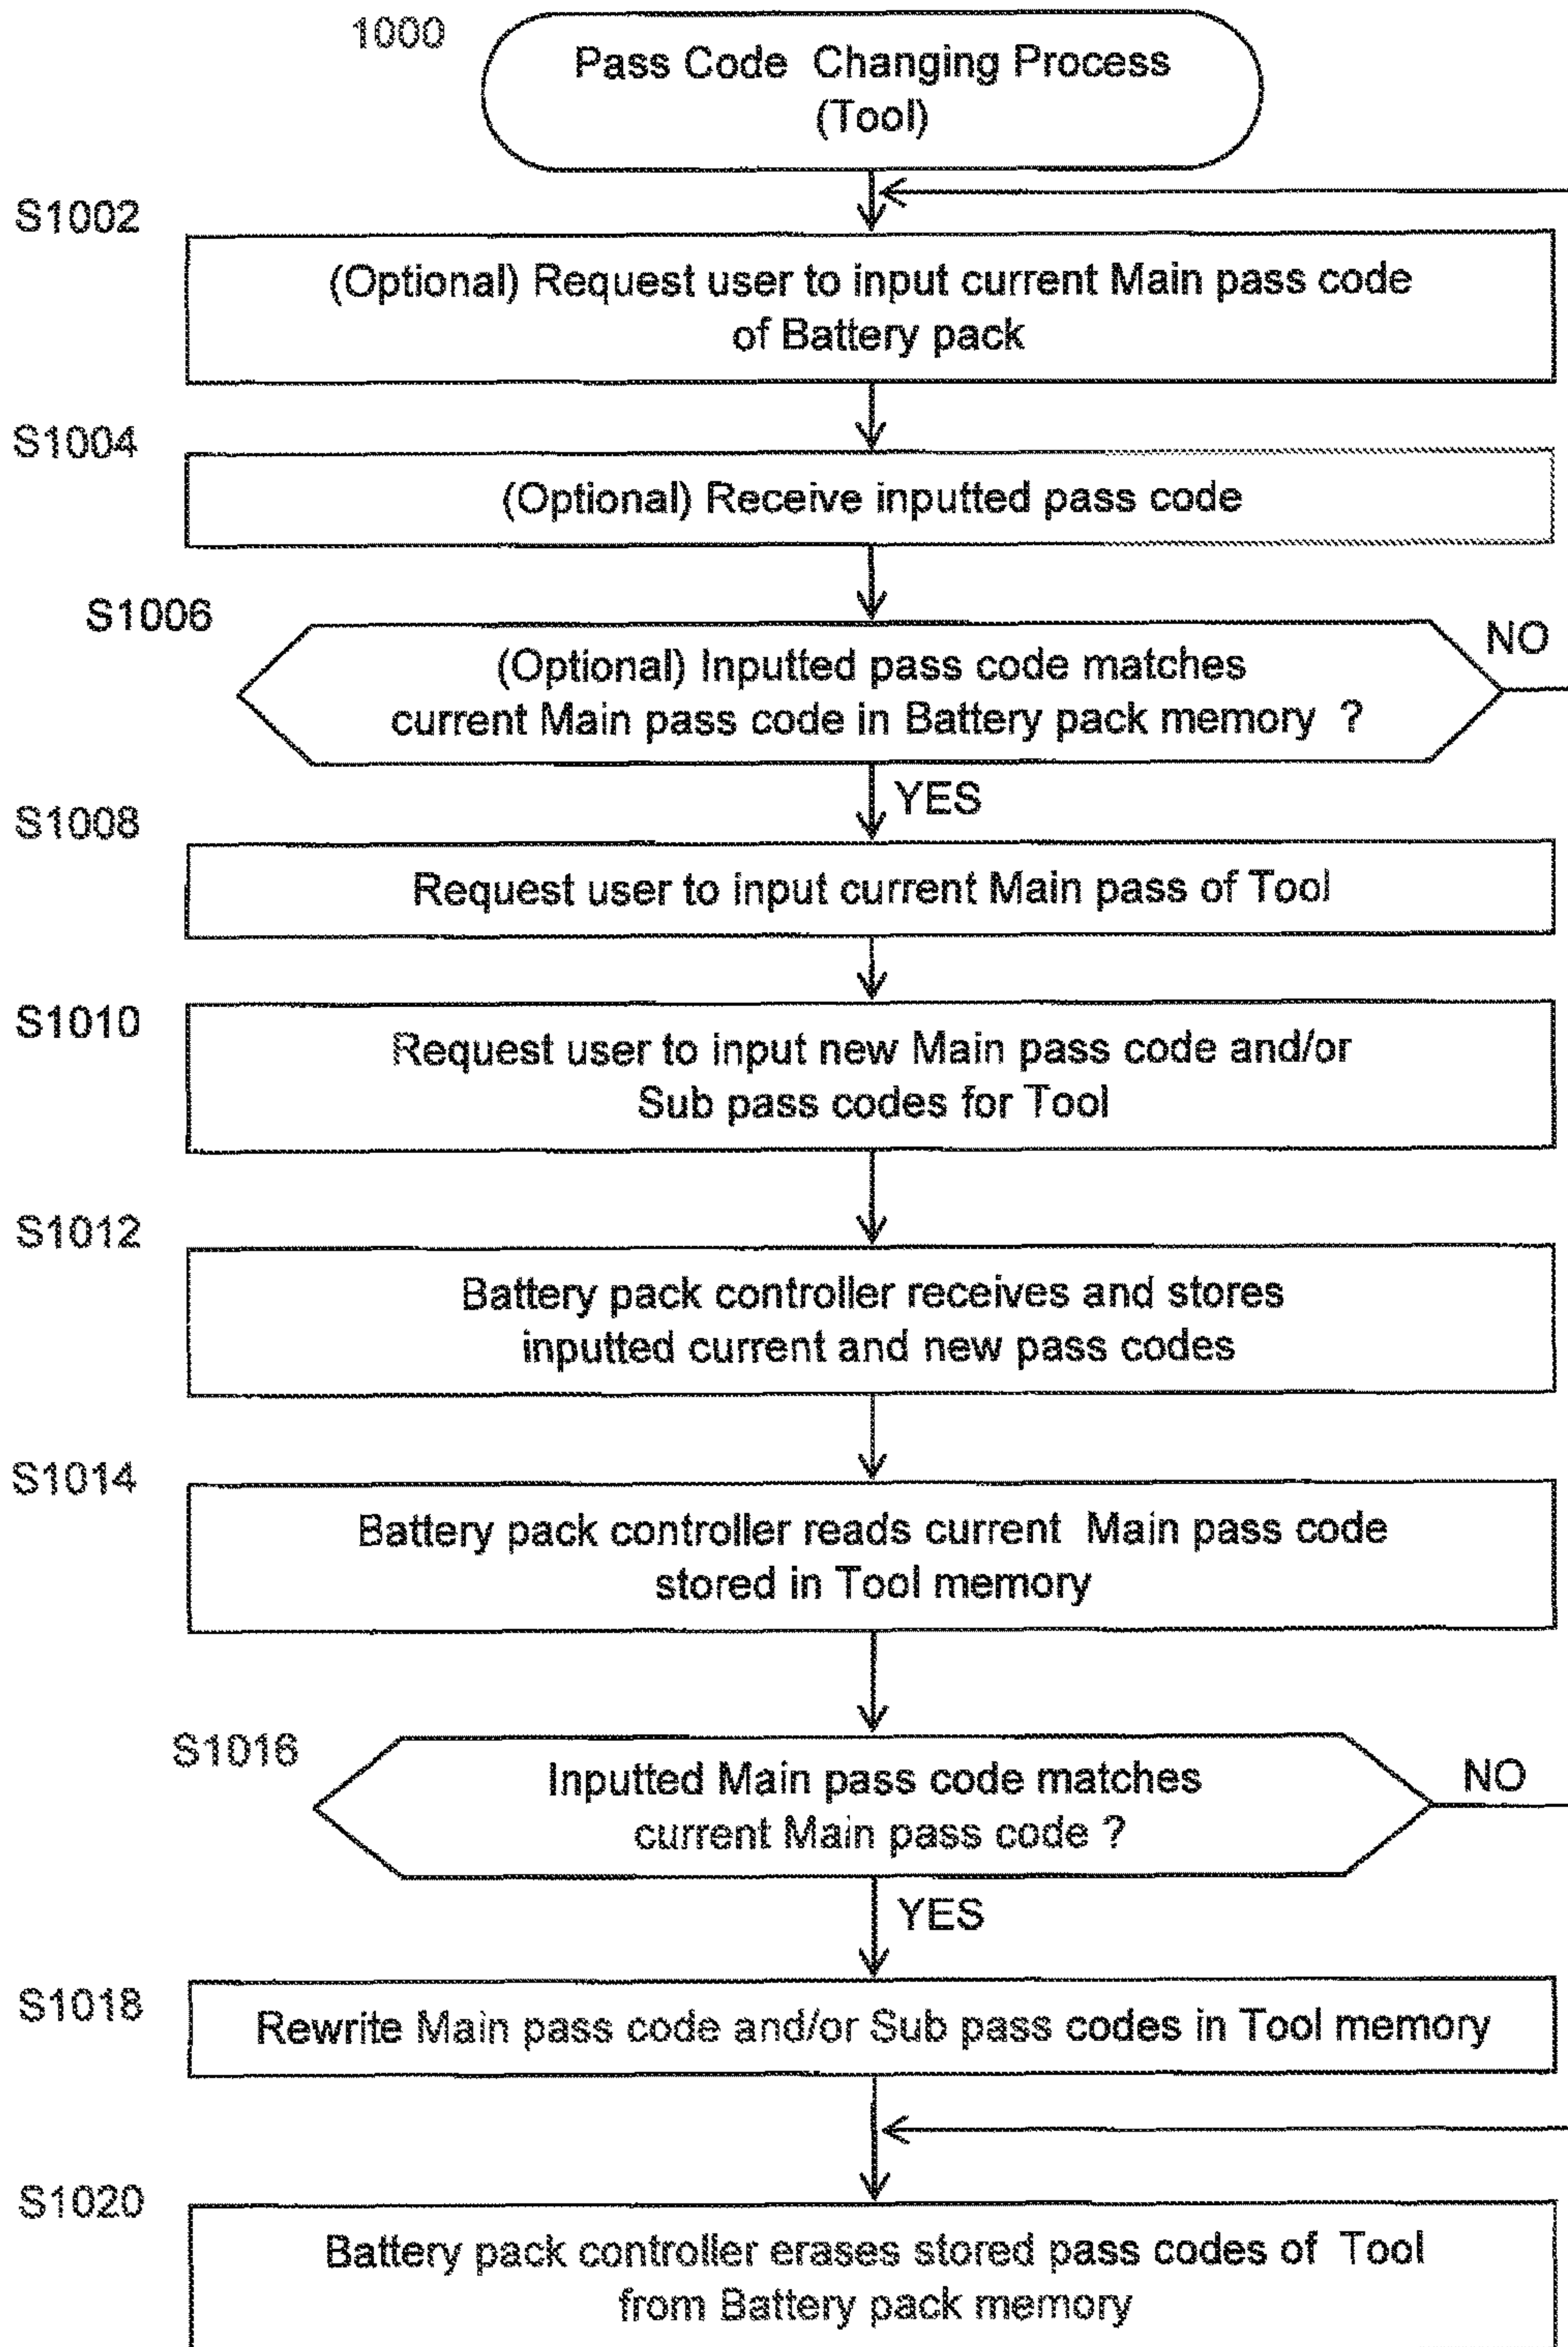 1000
Pass Code Changing Process
(Tool)
S1002
(Optional) Request user to input current Main pass code
of Battery pack
S1004
(Optional) Receive inputted pass code
S1006
(Optional) Inputted pass code matches
current Main pass code in Battery pack memory ?
NO
YES
S1008
Request user to input current Main pass of Tool
S1010
Request user to input new Main pass code and/or
Sub pass codes for Tool
S1012
Battery pack controller receives and stores
inputted current and new pass codes
S1014
Battery pack controller reads current Main pass code
stored in Tool memory
S1016
Inputted Main pass code matches
current Main pass code ?
NO
YES
S1018
Rewrite Main pass code and/or Sub pass codes in Tool memory
S1020
Battery pack controller erases stored pass codes of Tool
from Battery pack memory